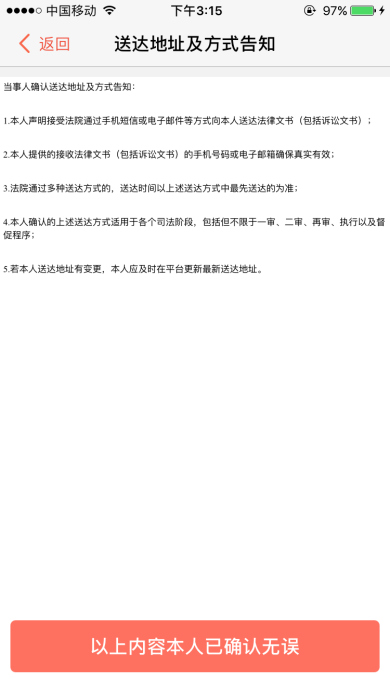 中国移动 下午3:15 97%
返回 送达地址及方式告知
当事人确认送达地址及方式告知：
1.本人声明接受法院通过手机短信或电子邮件等方式向本人送达法律文书（包括诉讼文书）；
2.本人提供的接收法律文书（包括诉讼文书）的手机号码或电子邮箱确保真实有效；
3.法院通过多种送达方式的，送达时间以上述送达方式中最先送达的为准；
4.本人确认的上述送达方式适用于各个司法阶段，包括但不限于一审、二审、再审、执行以及督
促程序；
5.若本人送达地址有变更，本人应及时在平台更新最新送达地址。
以上内容本人已确认无误